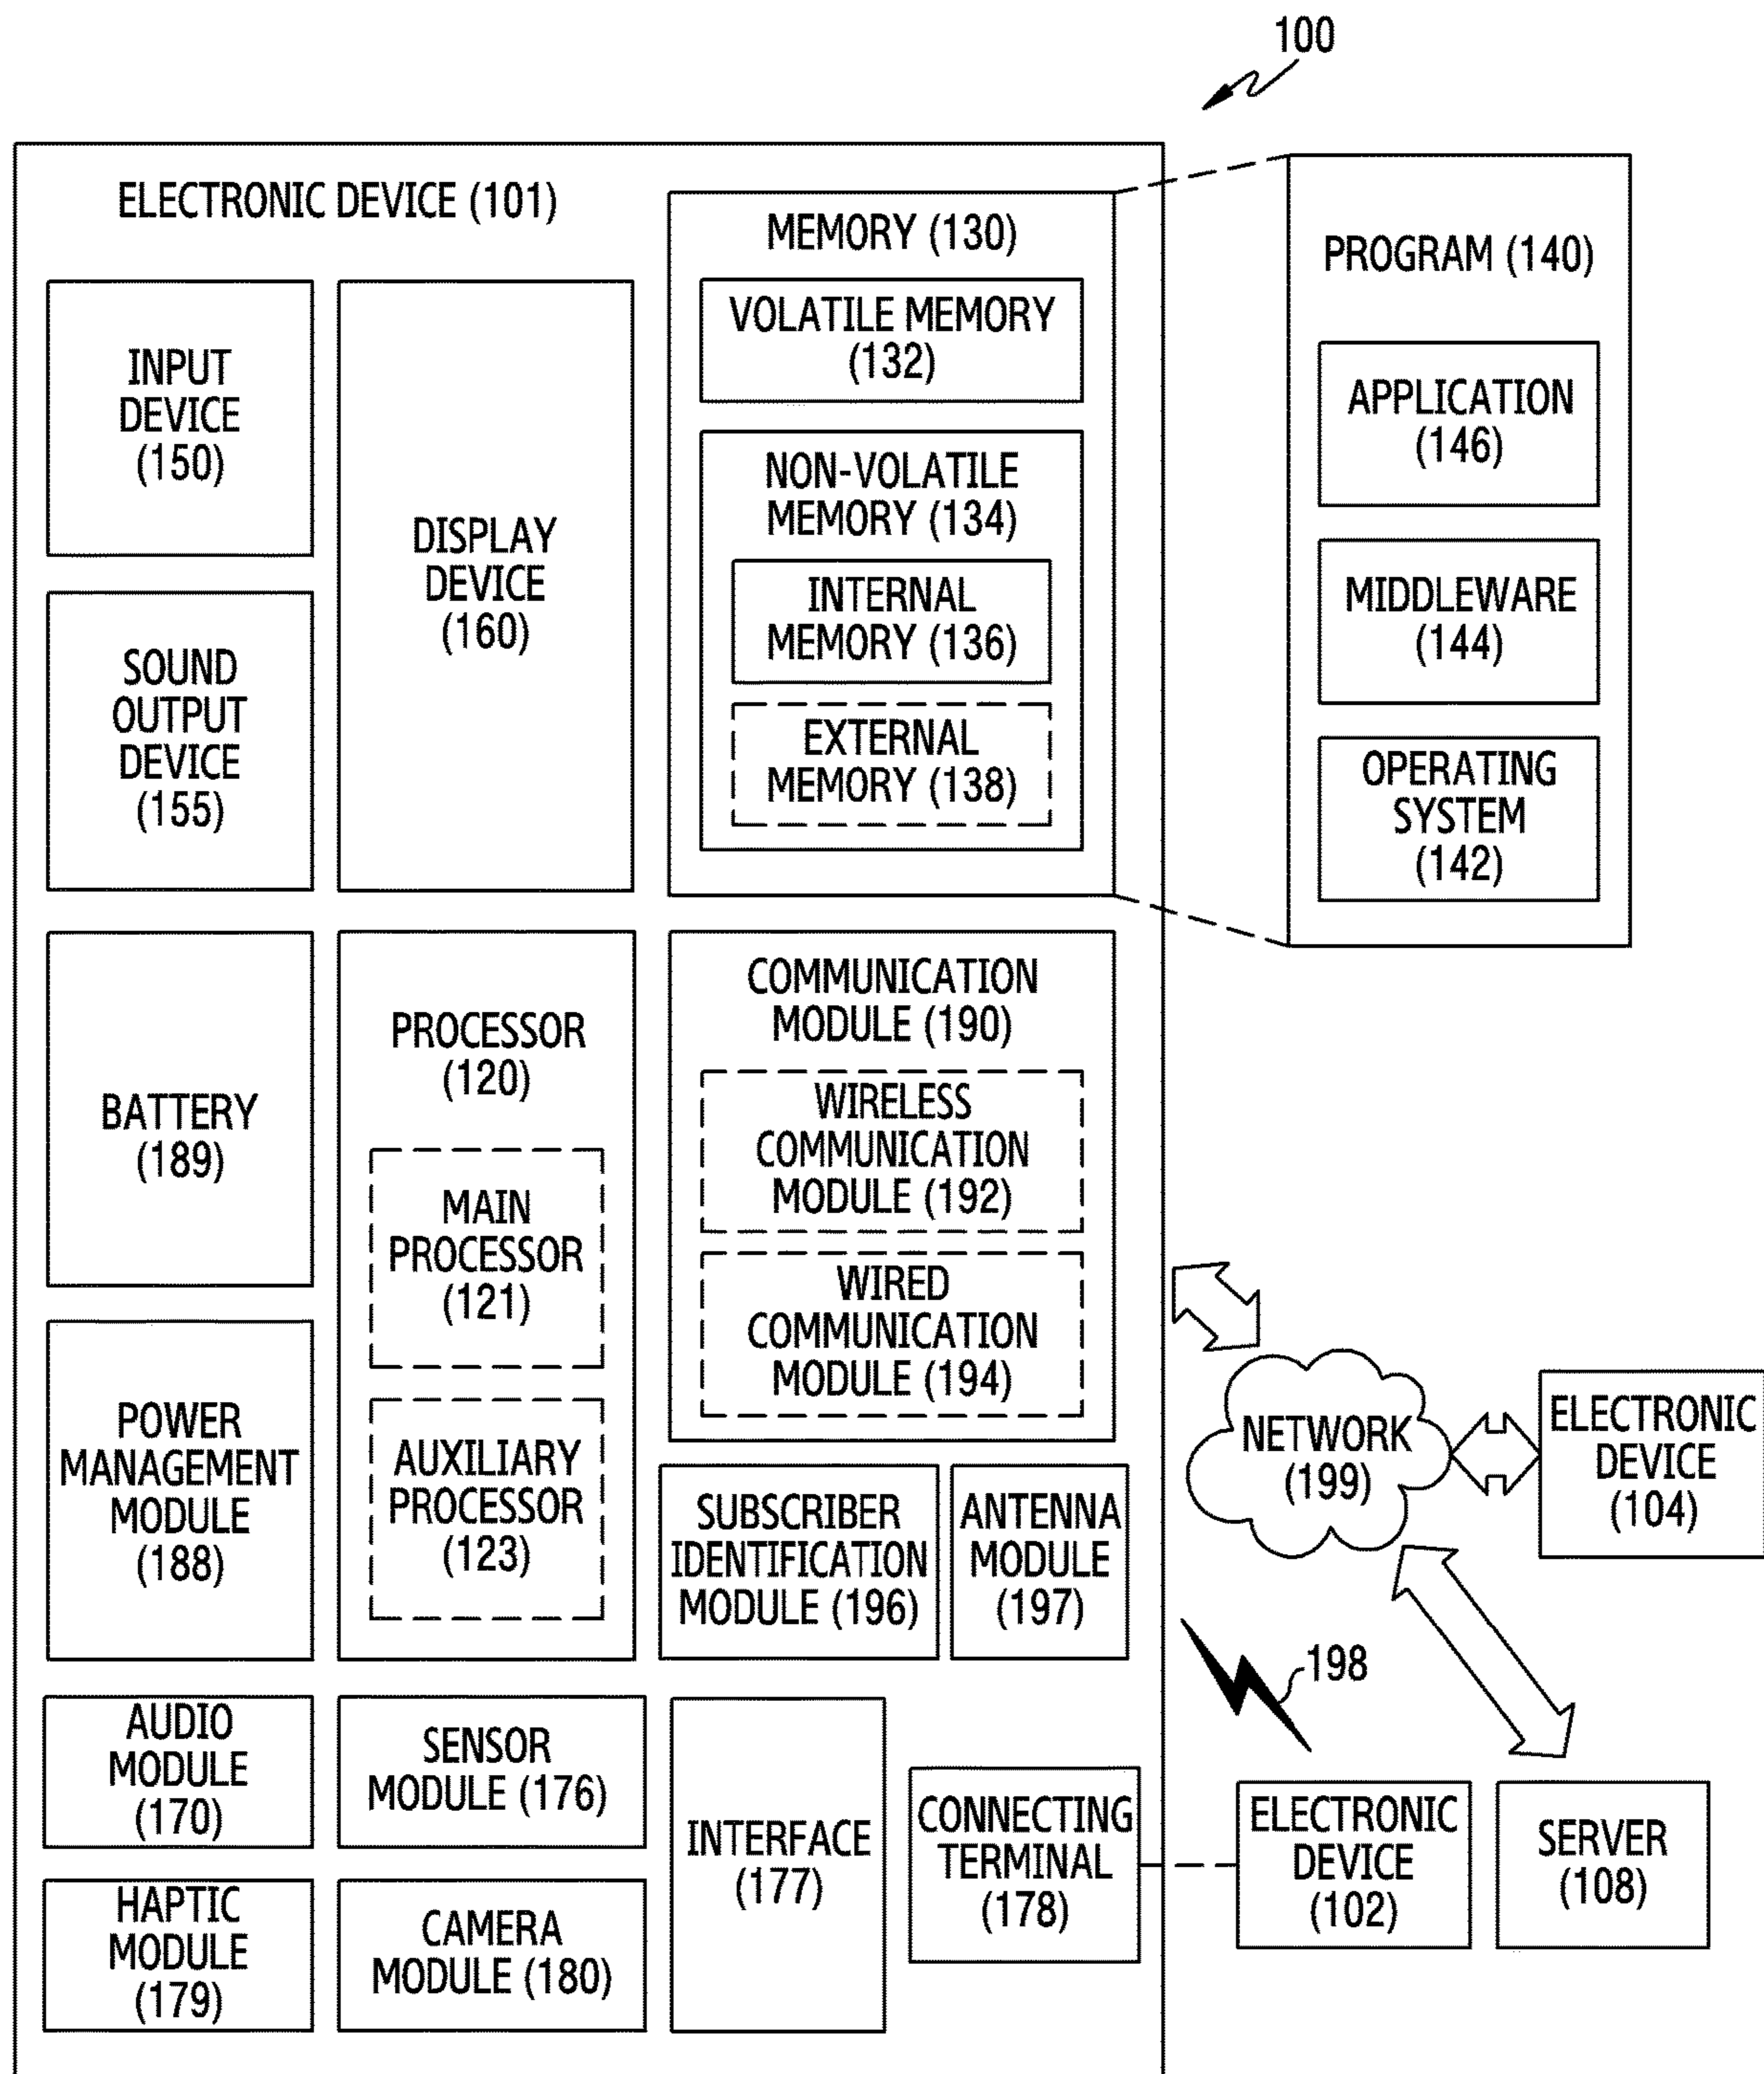 100
ELECTRONIC DEVICE (101)
INPUT
DEVICE
(150)
SOUND
OUTPUT
DEVICE
(155)
DISPLAY
DEVICE
(160)
MEMORY (130)
VOLATILE MEMORY
(132)
NON-VOLATILE
MEMORY (134)
INTERNAL
MEMORY (136)
EXTERNAL
MEMORY (138)
PROGRAM (140)
APPLICATION
(146)
MIDDLEWARE
(144)
OPERATING
SYSTEM
(142)
BATTERY
(189)
POWER
MANAGEMENT
MODULE
(188)
PROCESSOR
(120)
MAIN
PROCESSOR
(121)
AUXILIARY
PROCESSOR
(123)
COMMUNICATION
MODULE (190)
WIRELESS
COMMUNICATION
MODULE (192)
WIRED
COMMUNICATION
MODULE (194)
SUBSCRIBER
IDENTIFICATION
MODULE (196)
ANTENNA
MODULE
(197)
NETWORK
(199)
ELECTRONIC
DEVICE
(104)
198
AUDIO
MODULE
(170)
SENSOR
MODULE (176)
HAPTIC
MODULE
(179)
CAMERA
MODULE (180)
INTERFACE
(177)
CONNECTING
TERMINAL
(178)
ELECTRONIC
DEVICE
(102)
SERVER
(108)